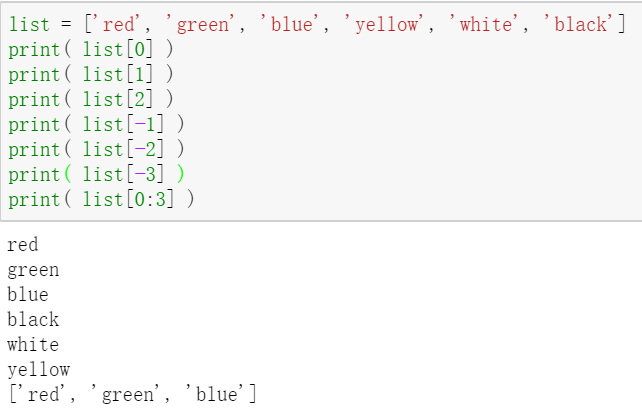 list = ['red', 'green', 'blue', 'yellow', 'white', 'black']
print( list[0] )
print( list[1] )
print( list[2] )
print( list[-1] )
print( list[-2] )
print( list[-3] )
print( list[0:3] )
red
green
blue
black
white
yellow
['red', 'green', 'blue']